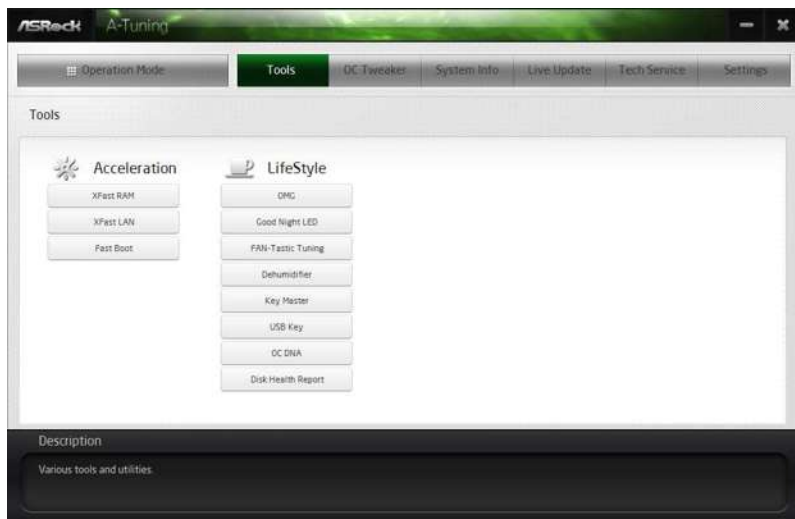 ASRock A-Tuning
Operation Mode Tools OC Tweaker System Info Live Update Tech Service Settings
Tools
Acceleration
XFast RAM
XFast LAN
Fast Boot
LifeStyle
OMG
Good Night LED
FAN-Tastic Tuning
Dehumidifier
Key Master
USB Key
OC DNA
Disk Health Report
Description
Various tools and utilities.